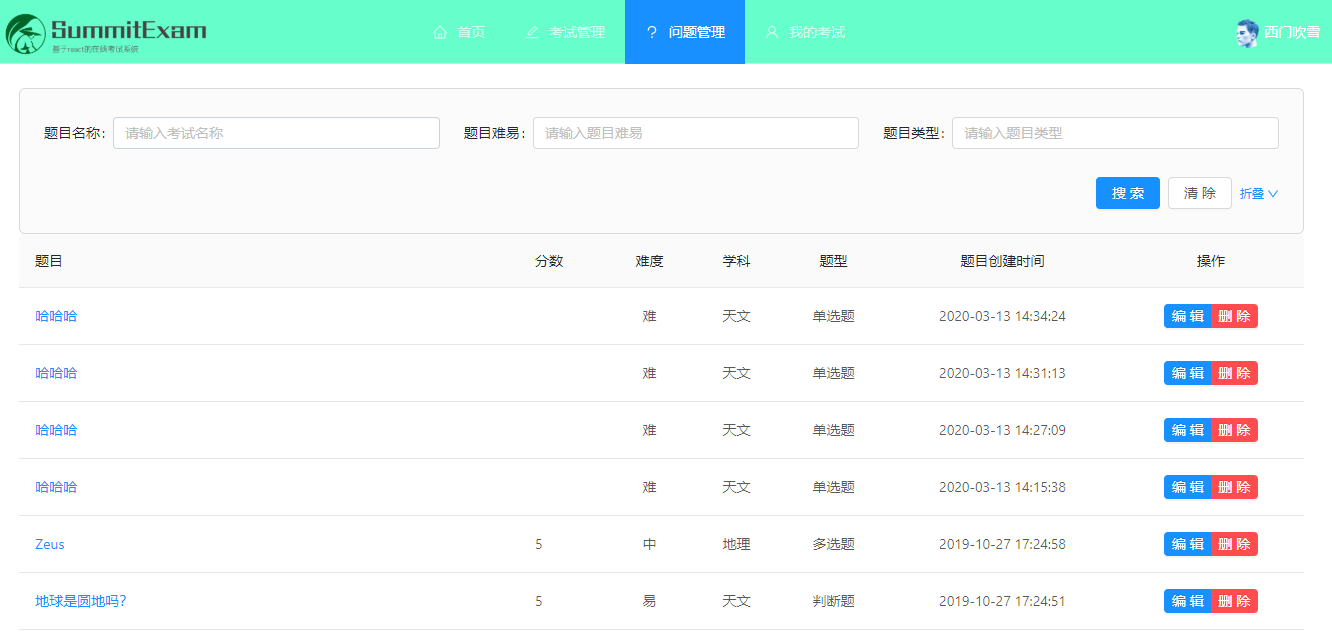 SummitExam
基于react的在线考试系统
首页 考试管理 ? 问题管理 我的考试 西门吹雪
题目名称: 请输入考试名称 题目难易: 请输入题目难易 题目类型: 请输入题目类型
搜 索 清 除 折叠
题目 分数 难度 学科 题型 题目创建时间 操作
哈哈哈 难 天文 单选题 2020-03-13 14:34:24 编 辑 删 除
哈哈哈 难 天文 单选题 2020-03-13 14:31:13 编 辑 删 除
哈哈哈 难 天文 单选题 2020-03-13 14:27:09 编 辑 删 除
哈哈哈 难 天文 单选题 2020-03-13 14:15:38 编 辑 删 除
Zeus 5 中 地理 多选题 2019-10-27 17:24:58 编 辑 删 除
地球是圆地吗? 5 易 天文 判断题 2019-10-27 17:24:51 编 辑 删 除